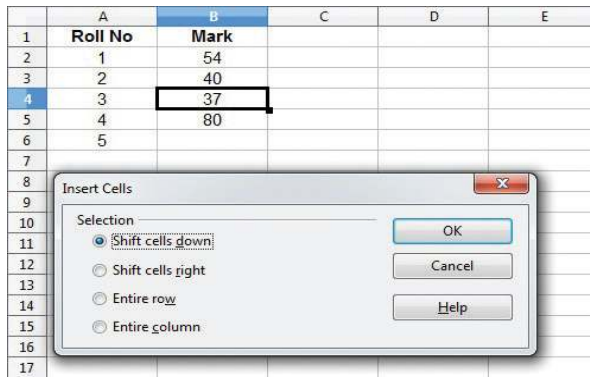 A B C D E
1 Roll No Mark
2 1 54
3 2 40
4 3 37
5 4 80
6 5
7
8
9
10
11
12
13
14
15
16
17
Insert Cells
Selection
Shift cells down
Shift cells right
Entire row
Entire column
OK
Cancel
Help